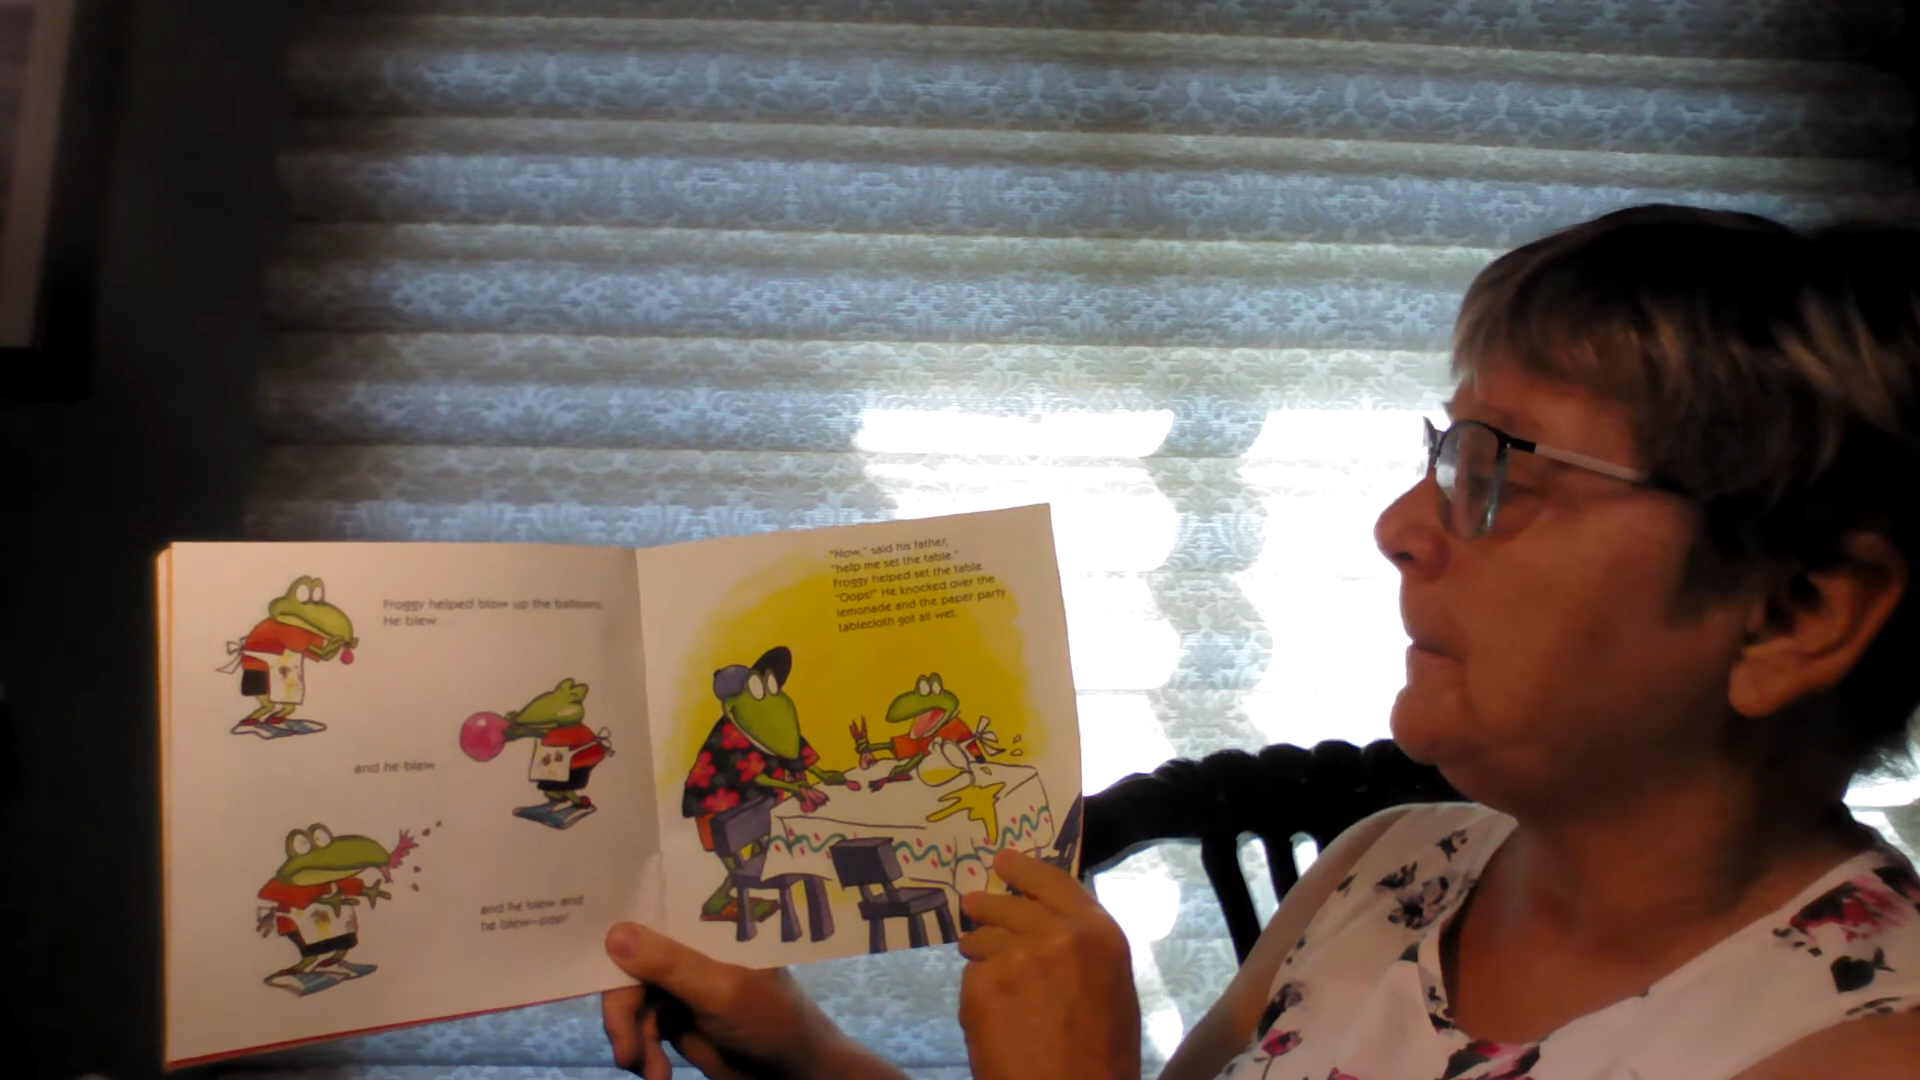 Froggy helped blow up the balloons.
He blew . . .
and he blew
and he blew and
he blew—pop!
"Now," said his father,
"help me set the table."
Froggy helped set the table.
"Oops!" He knocked over the
lemonade and the paper party
tablecloth got all wet.